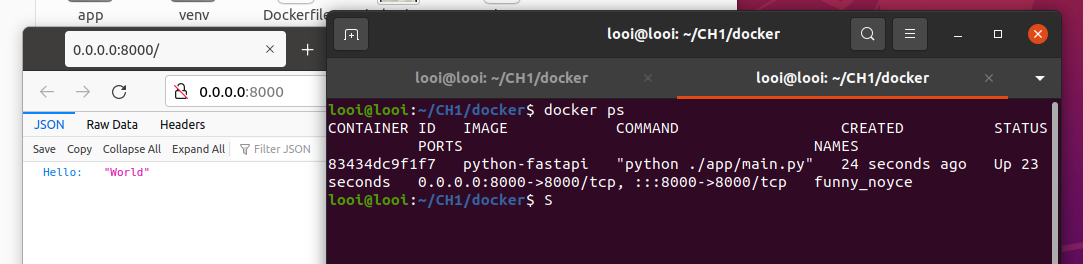 app venv Dockerfile
0.0.0.0:8000/
0.0.0.0:8000
JSON Raw Data Headers
Save Copy Collapse All Expand All Filter JSON
Hello: "World"
looi@looi: ~/CH1/docker
looi@looi: ~/CH1/docker looi@looi: ~/CH1/docker
looi@looi:~/CH1/docker$ docker ps
CONTAINER ID IMAGE COMMAND CREATED STATUS
PORTS NAMES
83434dc9f1f7 python-fastapi "python ./app/main.py" 24 seconds ago Up 23
seconds 0.0.0.0:8000->8000/tcp, :::8000->8000/tcp funny_noyce
looi@looi:~/CH1/docker$ S